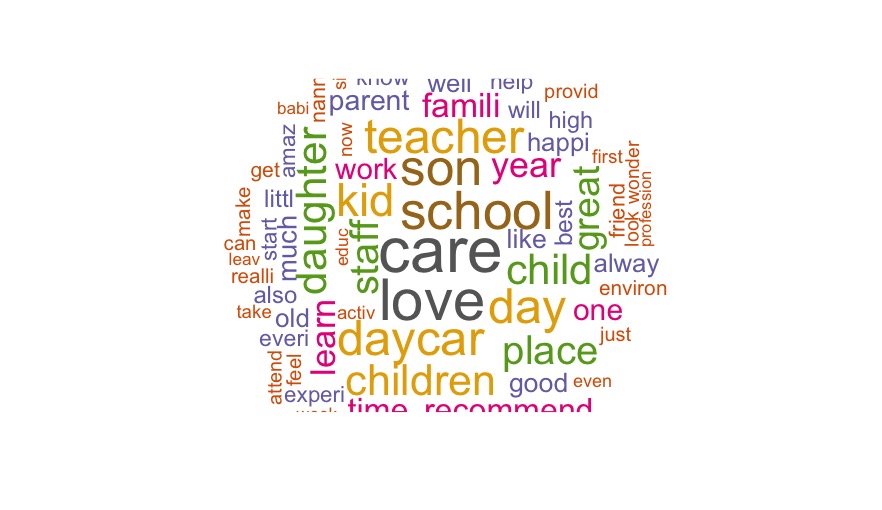 know well help provid
si
babi
nanr
parent famili will high
amaz
daughter
now
teacher happi
get
work son year first
wonder
littl
kid school
great
best
friend
look
profession
make
start
much
educ
staff
care like
can
leav
realli
child alway
also
love day one environ
take old
activ
learn
everi daycar place just
attend
feel
children good even
experi
week time recommend